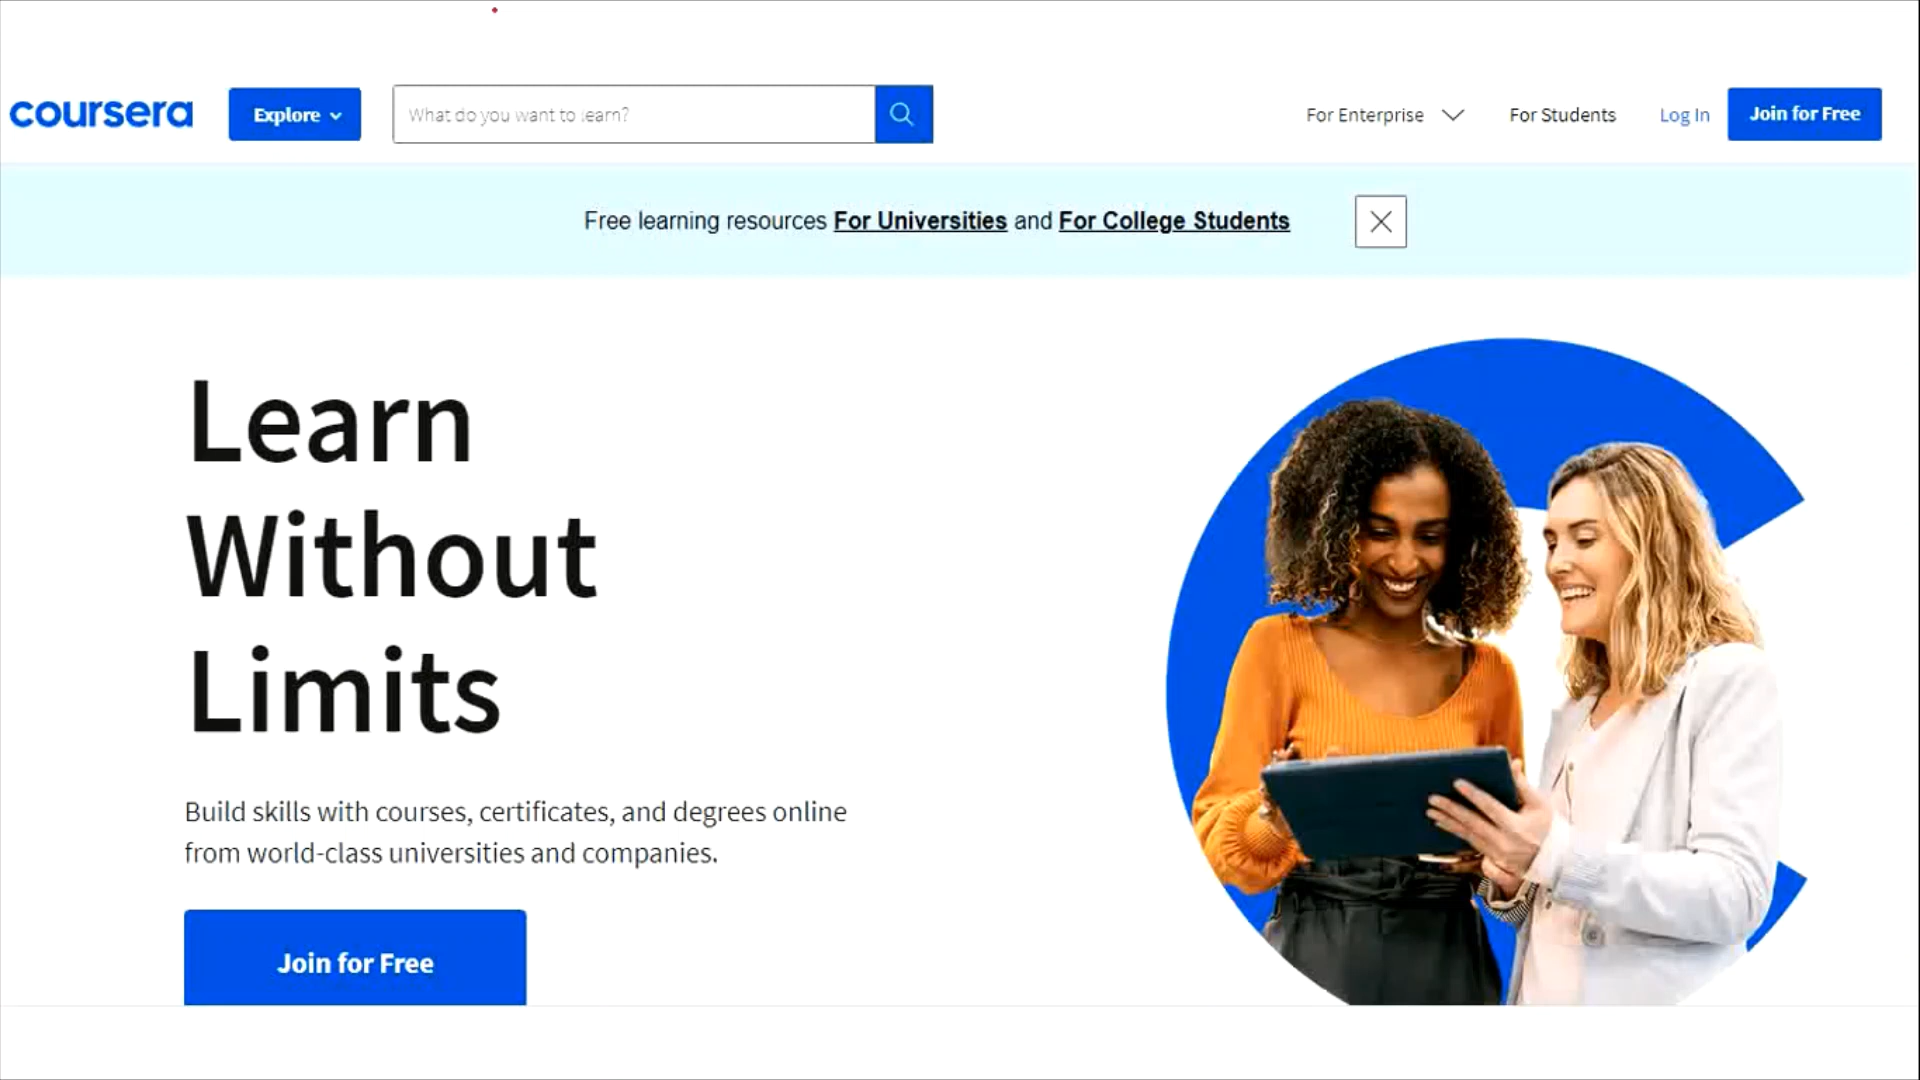 coursera
Explore
What do you want to learn?
For Enterprise
For Students
Log In
Join for Free
Free learning resources For Universities and For College Students
Learn
Without
Limits
Build skills with courses, certificates, and degrees online
from world-class universities and companies.
Join for Free